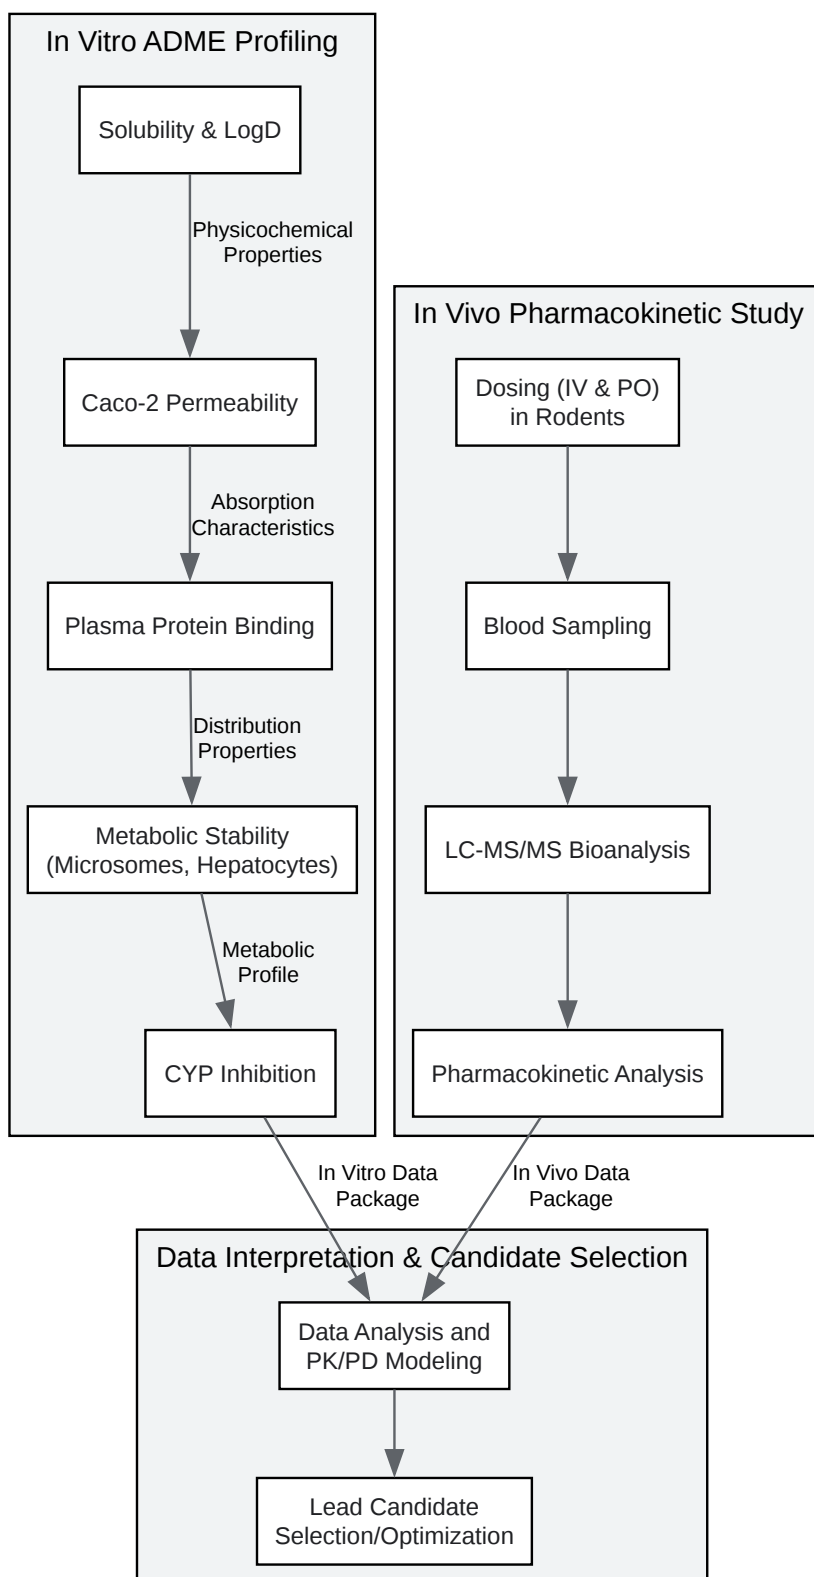 In Vitro ADME Profiling
Solubility & LogD
Physicochemical
Properties
Caco-2 Permeability
Absorption
Characteristics
Plasma Protein Binding
Distribution
Properties
Metabolic Stability
(Microsomes, Hepatocytes)
Metabolic
Profile
CYP Inhibition
In Vivo Pharmacokinetic Study
Dosing (IV & PO)
in Rodents
Blood Sampling
LC-MS/MS Bioanalysis
Pharmacokinetic Analysis
In Vitro Data
Package
In Vivo Data
Package
Data Interpretation & Candidate Selection
Data Analysis and
PK/PD Modeling
Lead Candidate
Selection/Optimization